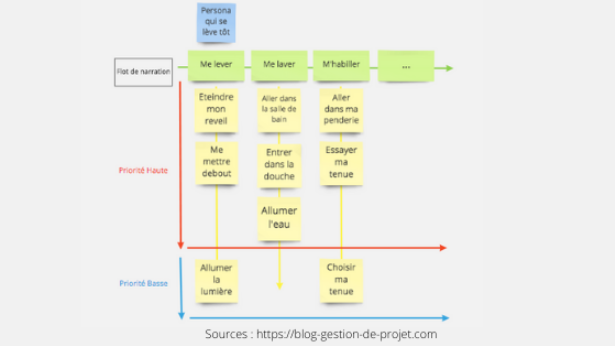 Persona
qui se
lève tôt
Flot de narration
Me lever
Me laver
M'habiller
...
Eteindre
mon
reveil
Aller dans
la salle de
bain
Aller
dans ma
penderie
Me
mettre
debout
Entrer
dans la
douche
Essayer
ma
tenue
Priorité Haute
Allumer
l'eau
Priorité Basse
Allumer
la
lumière
Choisir
ma
tenue
Sources : https://blog-gestion-de-projet.com